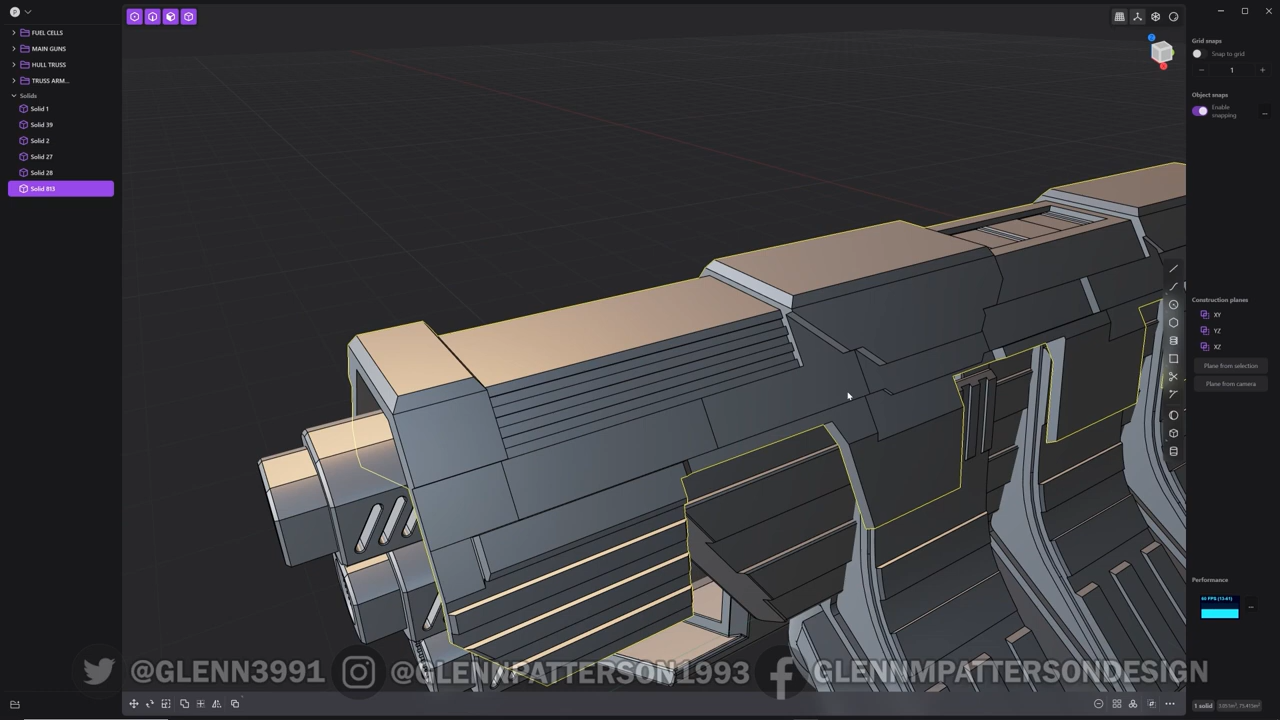 FUEL CELLS
MAIN GUNS
HULL TRUSS
TRUSS ARM...
Solids
Solid 1
Solid 39
Solid 2
Solid 27
Solid 28
Solid 813
Grid snaps
Snap to grid
1
Object snaps
Enable
snapping
Construction planes
XY
YZ
XZ
Plane from selection
Plane from camera
Performance
@GLENN3991
@GLENNPATTERSON1993
GLENNMPATTERSONDESIGN
1 solid